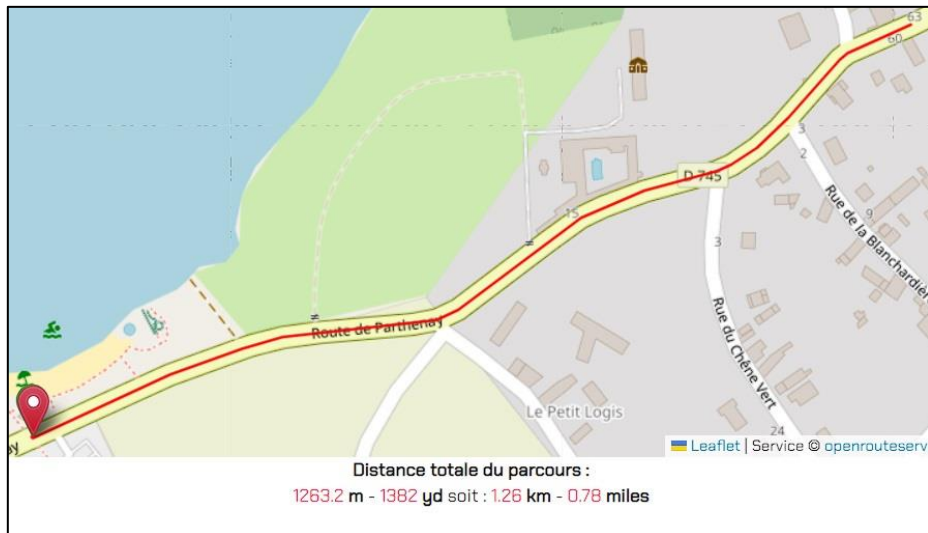 63
60
3
2
D 745
Rue de la Blanchardièr
9
15
3
Rue du Chêne Vert
Route de Parthenay
Le Petit Logis
24
ay
Leaflet | Service © openrouteserv
Distance totale du parcours :
1263.2 m - 1382 yd soit : 1.26 km - 0.78 miles